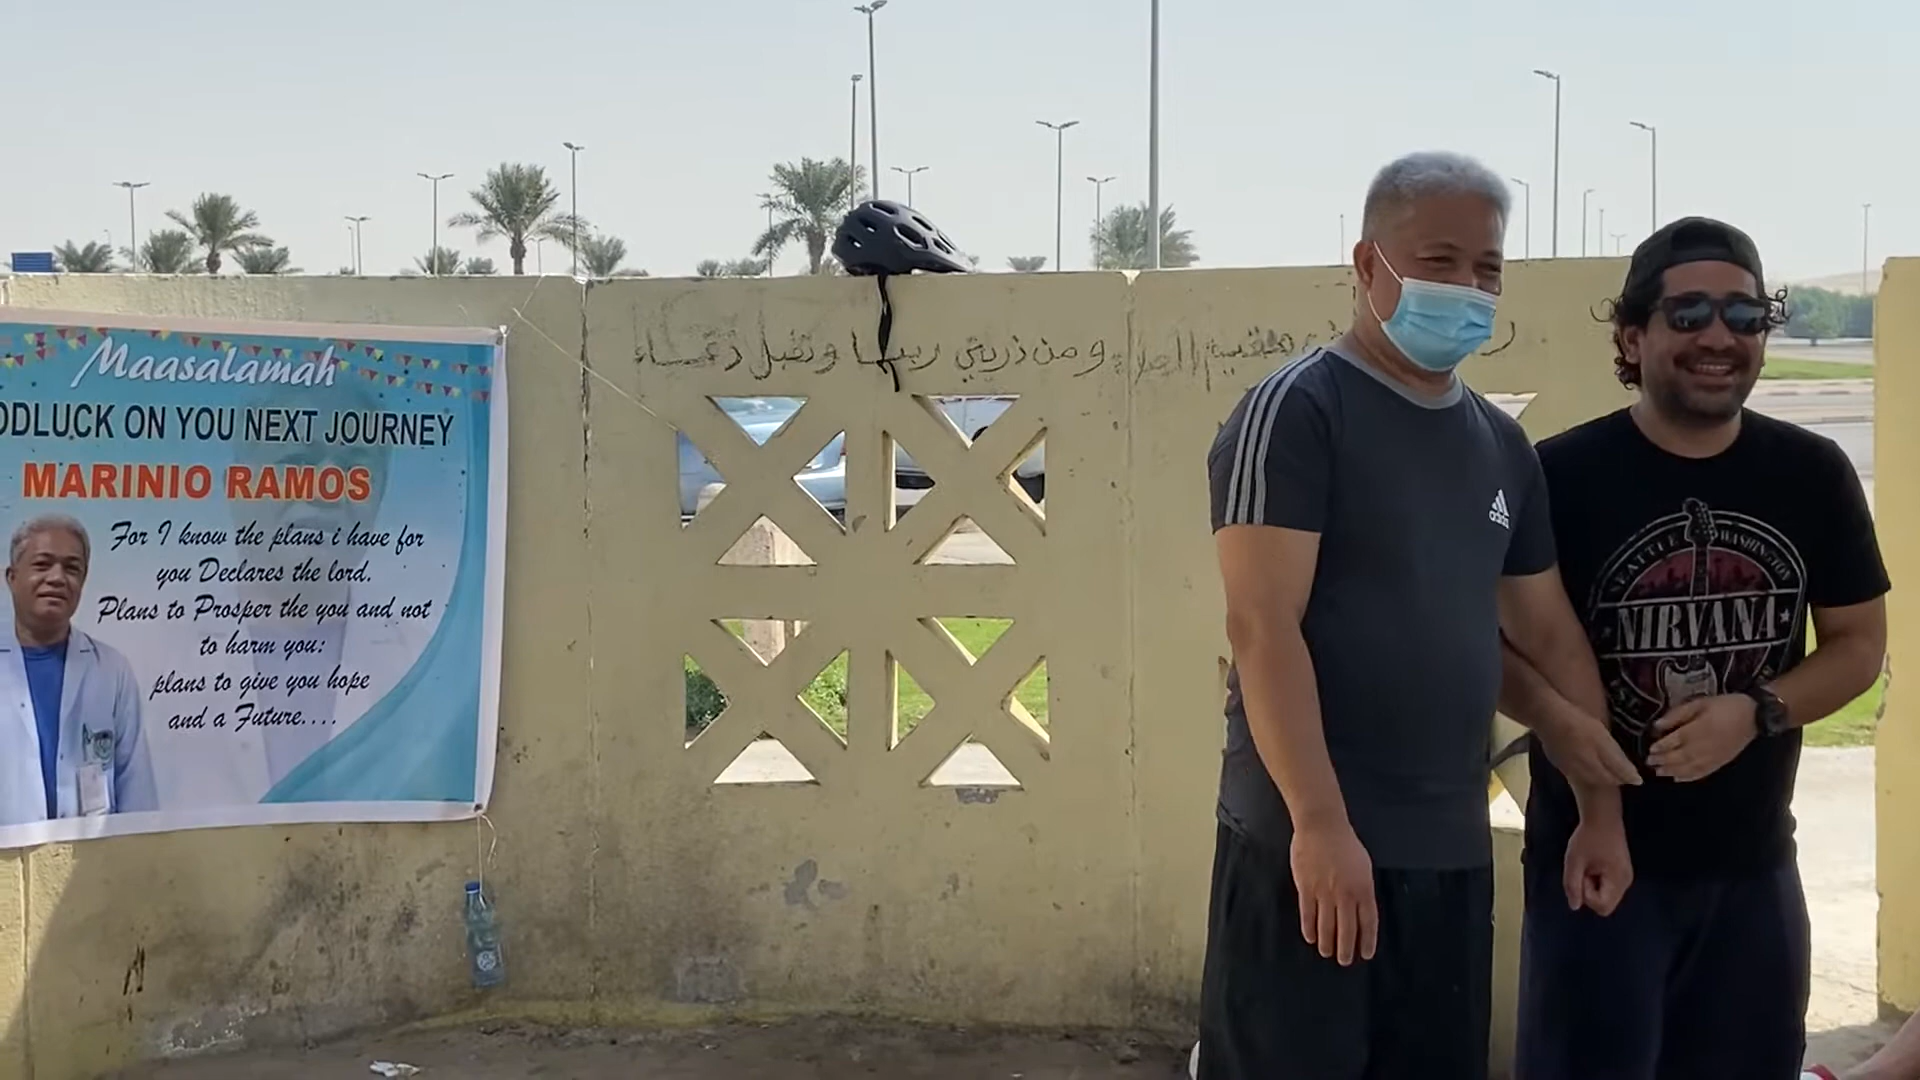 Maasalamah
ODLUCK ON YOU NEXT JOURNEY
MARINIO RAMOS
For I know the plans i have for
you Declares the lord.
Plans to Prosper the you and not
to harm you:
plans to give you hope
and a Future....
ومن ذريتي ربنا وتقبل دعاء
adidas
SEATTLE WASHINGTON
NIRVANA